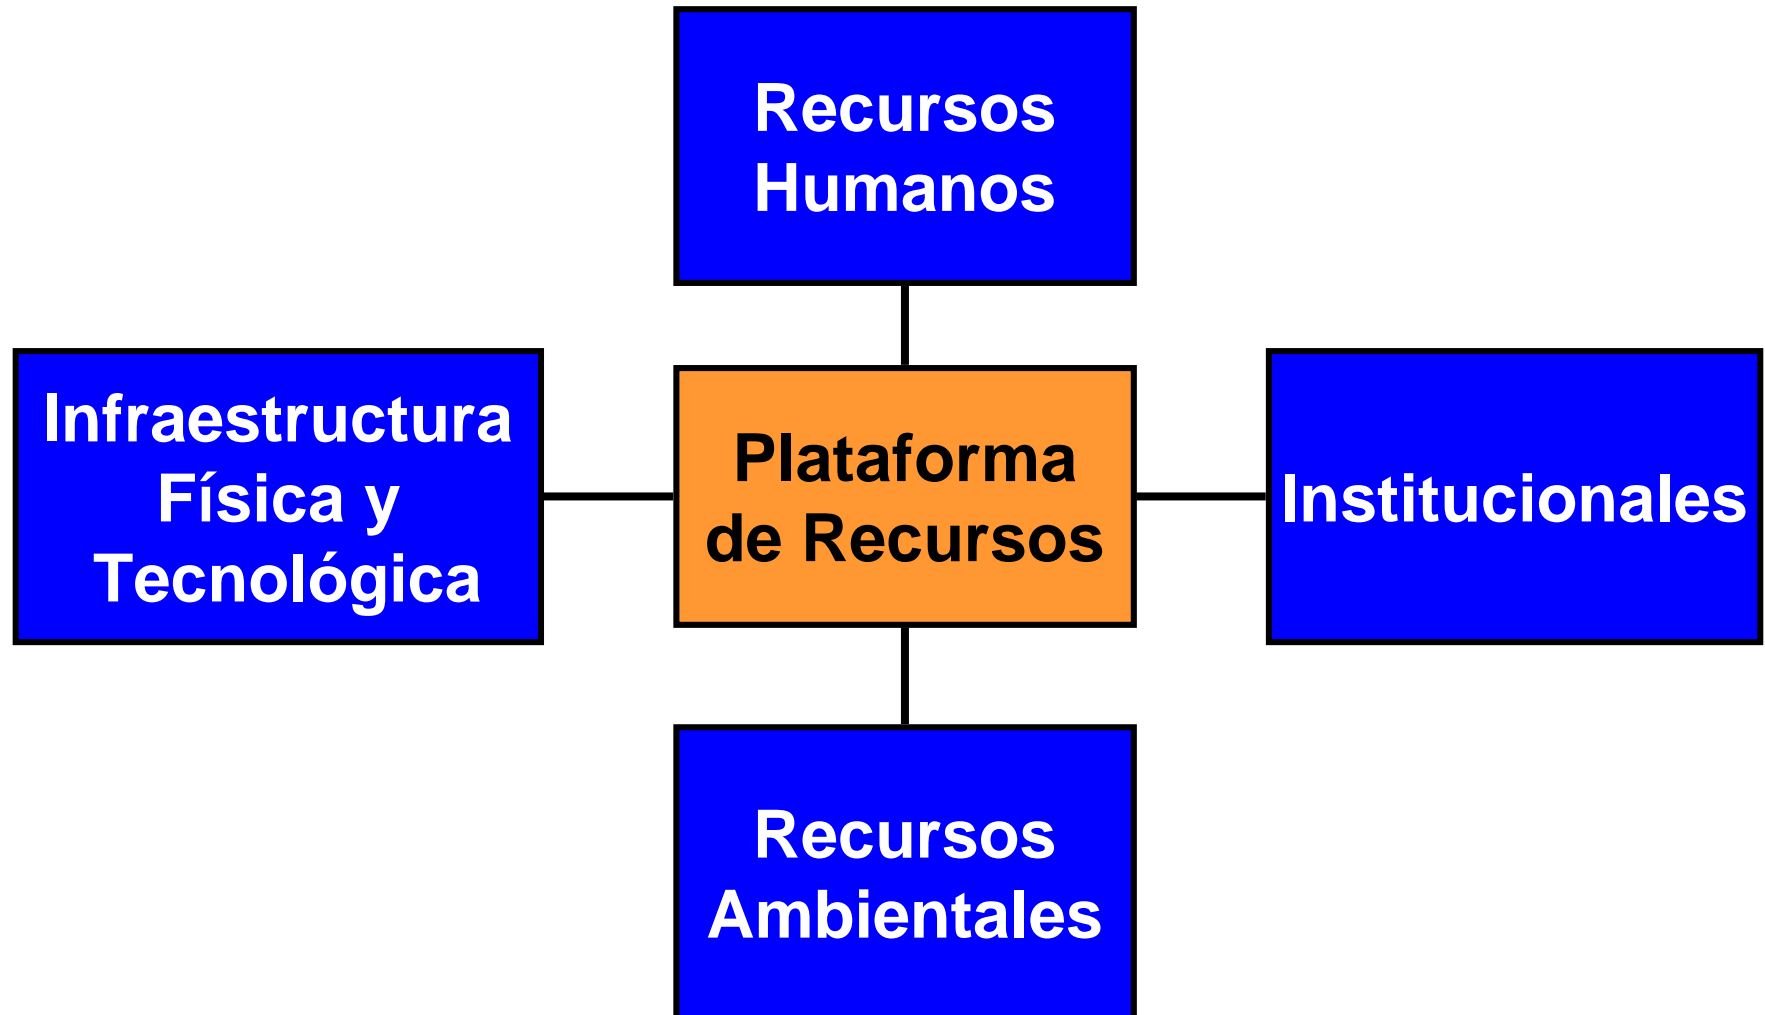 Recursos
Humanos
Infraestructura
Física y
Tecnológica
Plataforma
de Recursos
Institucionales
Recursos
Ambientales